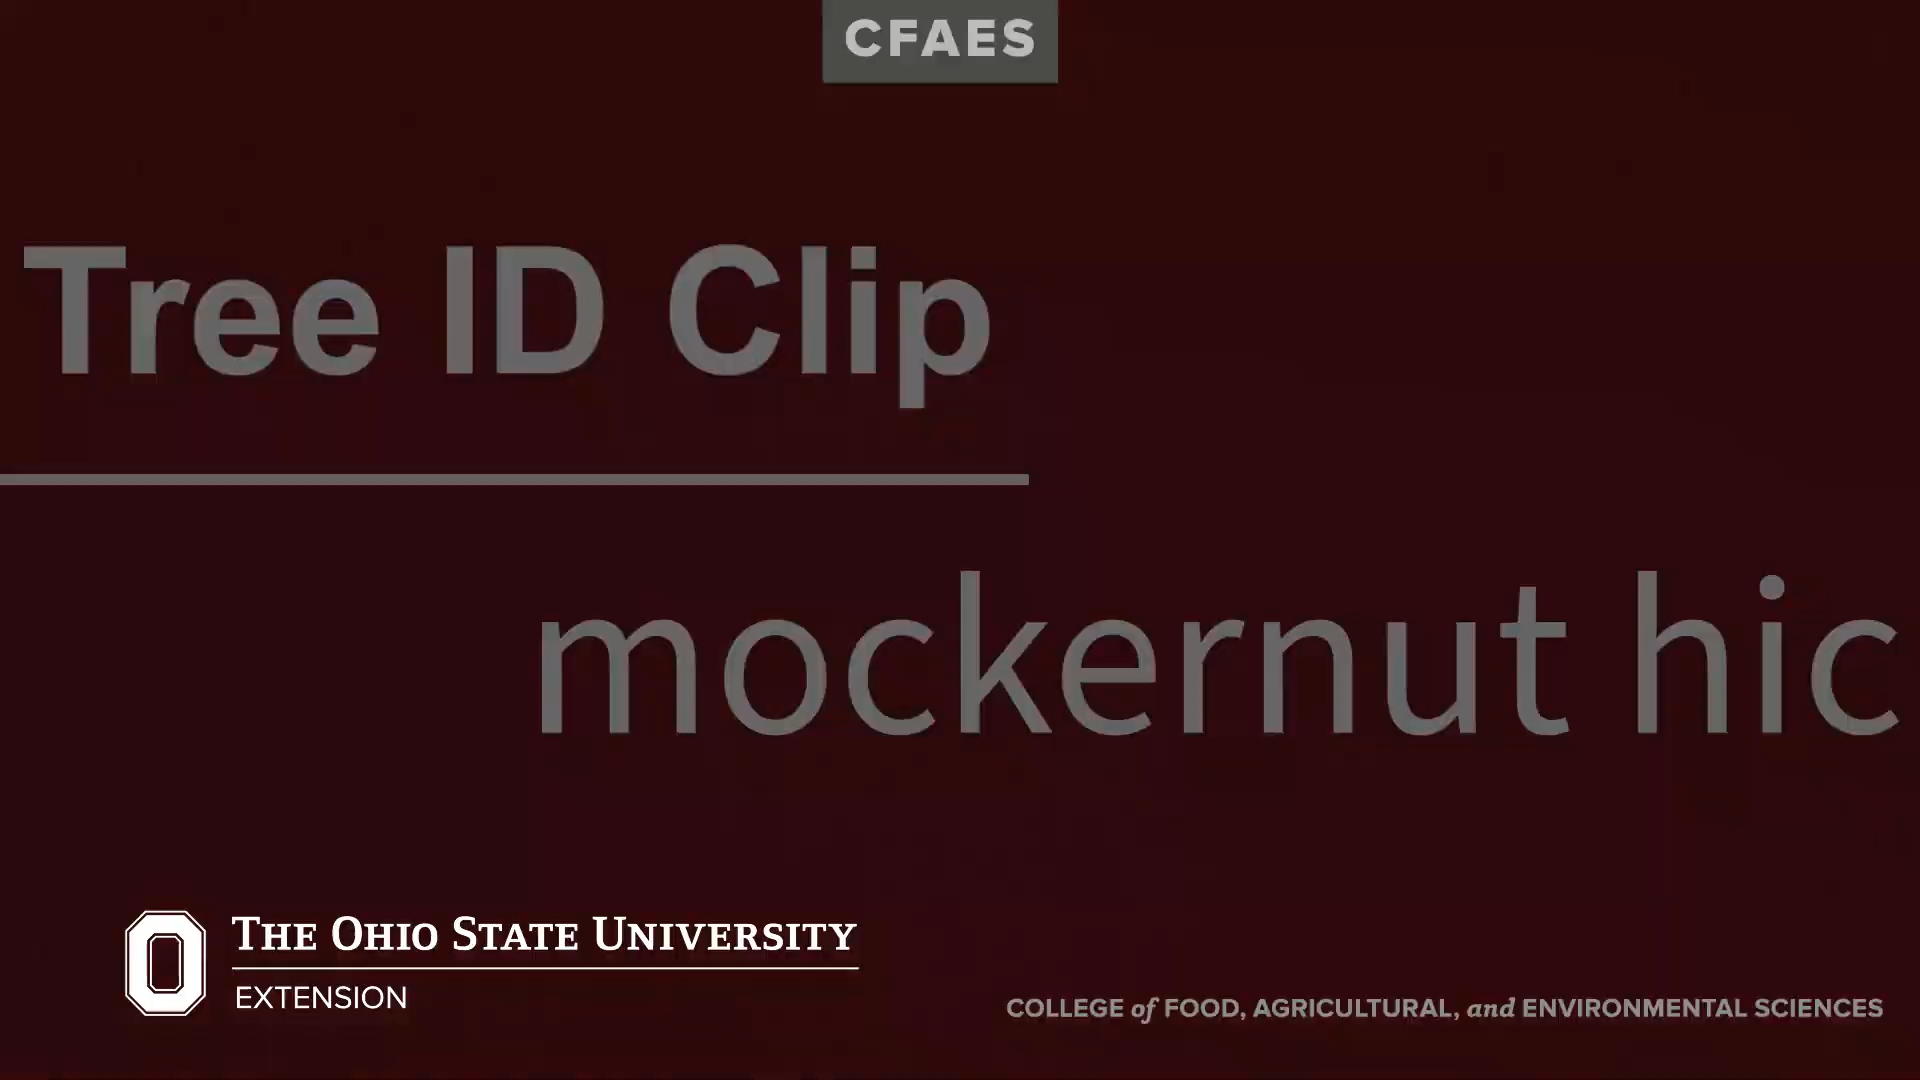 CFAES
Tree ID Clip
mockernut hic
THE OHIO STATE UNIVERSITY
EXTENSION
COLLEGE of FOOD, AGRICULTURAL, and ENVIRONMENTAL SCIENCES